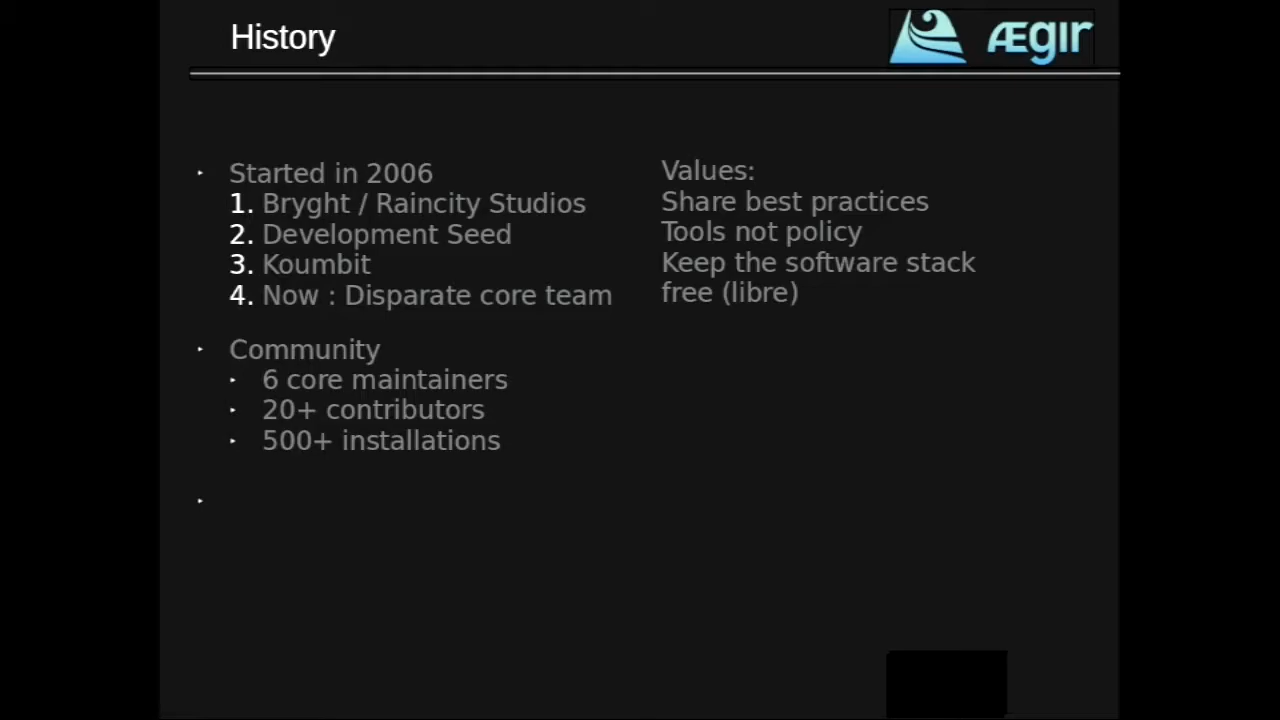 History
ÆgIr
Started in 2006
1. Bryght / Raincity Studios
2. Development Seed
3. Koumbit
4. Now : Disparate core team
Community
6 core maintainers
20+ contributors
500+ installations
Values:
Share best practices
Tools not policy
Keep the software stack
free (libre)